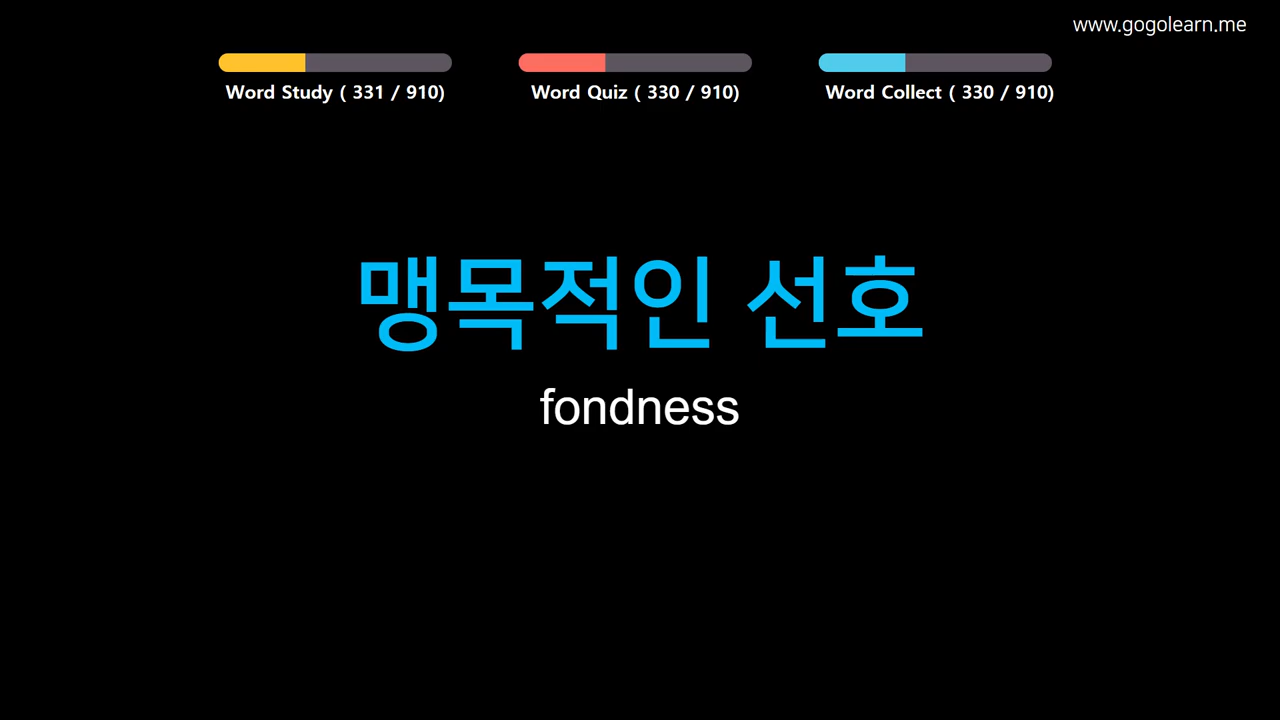 www.gogolearn.me
Word Study ( 331 / 910)
Word Quiz ( 330 / 910)
Word Collect ( 330 / 910)
맹목적인 선호
fondness